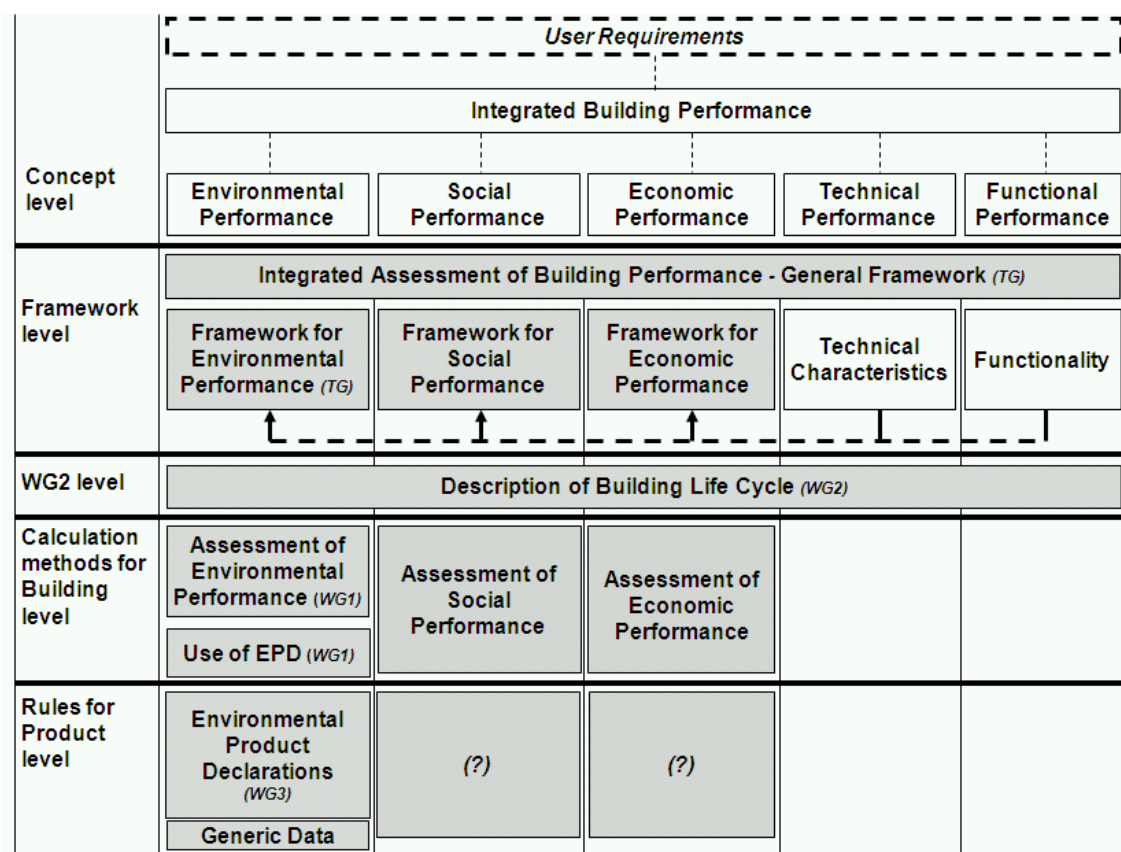 User Requirements
Integrated Building Performance
Concept
level
Environmental
Performance
Social
Performance
Economic
Performance
Technical
Performance
Functional
Performance
Integrated Assessment of Building Performance - General Framework (TG)
Framework
level
Framework for
Environmental
Performance (TG)
Framework for
Social
Performance
Framework for
Economic
Performance
Technical
Characteristics
Functionality
WG2 level
Description of Building Life Cycle (WG2)
Calculation
methods for
Building
level
Assessment of
Environmental
Performance (WG1)
Use of EPD (WG1)
Assessment of
Social
Performance
Assessment of
Economic
Performance
Rules for
Product
level
Environmental
Product
Declarations
(WG3)
Generic Data
(?)
(?)